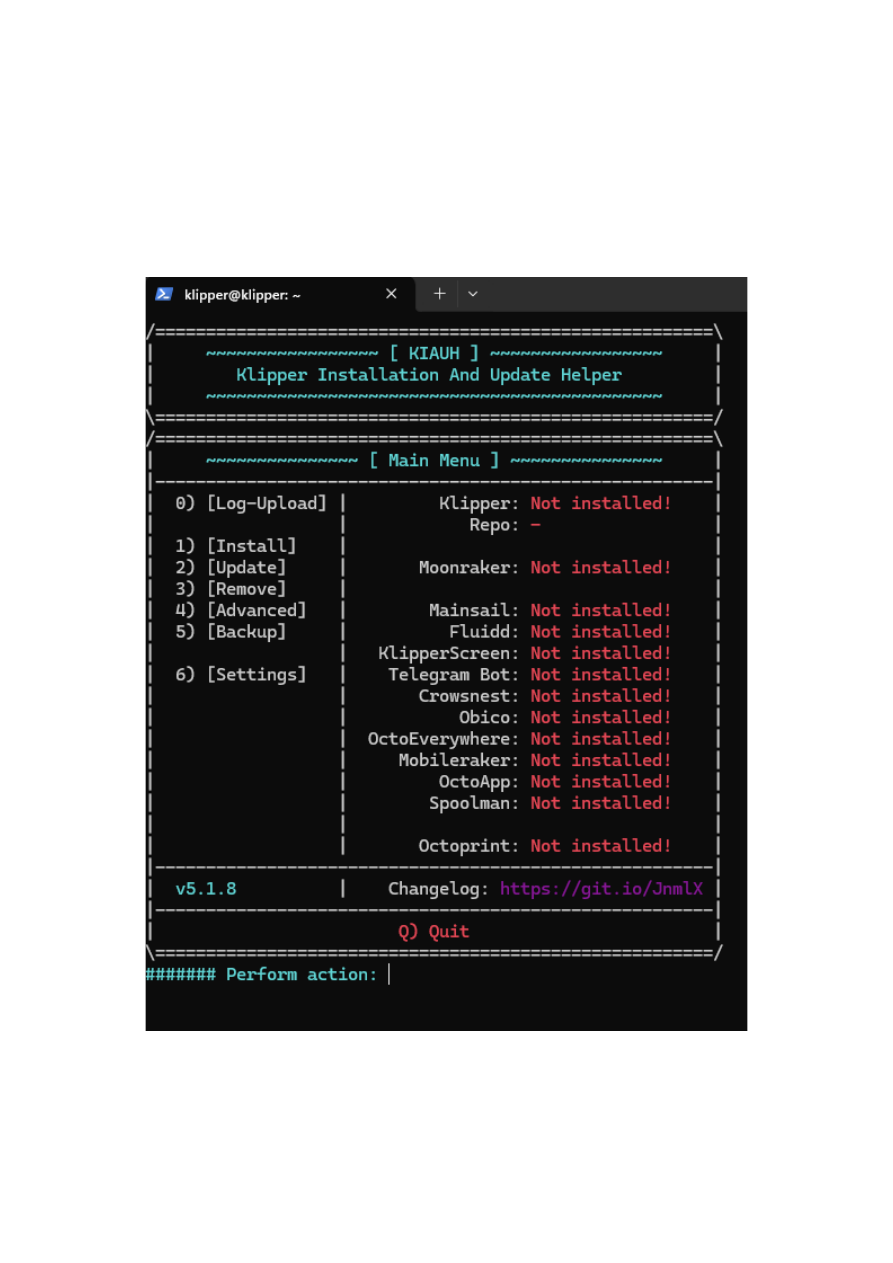 klipper@klipper: ~
/=======================================================\
|     ~~~~~~~~~~~~~~~~~ [ KIAUH ] ~~~~~~~~~~~~~~~~~     |
|        Klipper Installation And Update Helper         |
|     ~~~~~~~~~~~~~~~~~~~~~~~~~~~~~~~~~~~~~~~~~~~~~     |
\=======================================================/
/=======================================================\
|     ~~~~~~~~~~~~~~~ [ Main Menu ] ~~~~~~~~~~~~~~~     |
|-------------------------------------------------------|
|  0) [Log-Upload] |         Klipper: Not installed!    |
|                  |            Repo: -                 |
|  1) [Install]    |                                    |
|  2) [Update]     |       Moonraker: Not installed!    |
|  3) [Remove]     |                                    |
|  4) [Advanced]   |        Mainsail: Not installed!    |
|  5) [Backup]     |          Fluidd: Not installed!    |
|                  |   KlipperScreen: Not installed!    |
|  6) [Settings]   |    Telegram Bot: Not installed!    |
|                  |       Crowsnest: Not installed!    |
|                  |           Obico: Not installed!    |
|                  |  OctoEverywhere: Not installed!    |
|                  |     Mobileraker: Not installed!    |
|                  |         OctoApp: Not installed!    |
|                  |        Spoolman: Not installed!    |
|                  |                                    |
|                  |       Octoprint: Not installed!    |
|-------------------------------------------------------|
|  v5.1.8          |    Changelog: https://git.io/JnmlX |
|-------------------------------------------------------|
|                        Q) Quit                        |
\=======================================================/
####### Perform action: